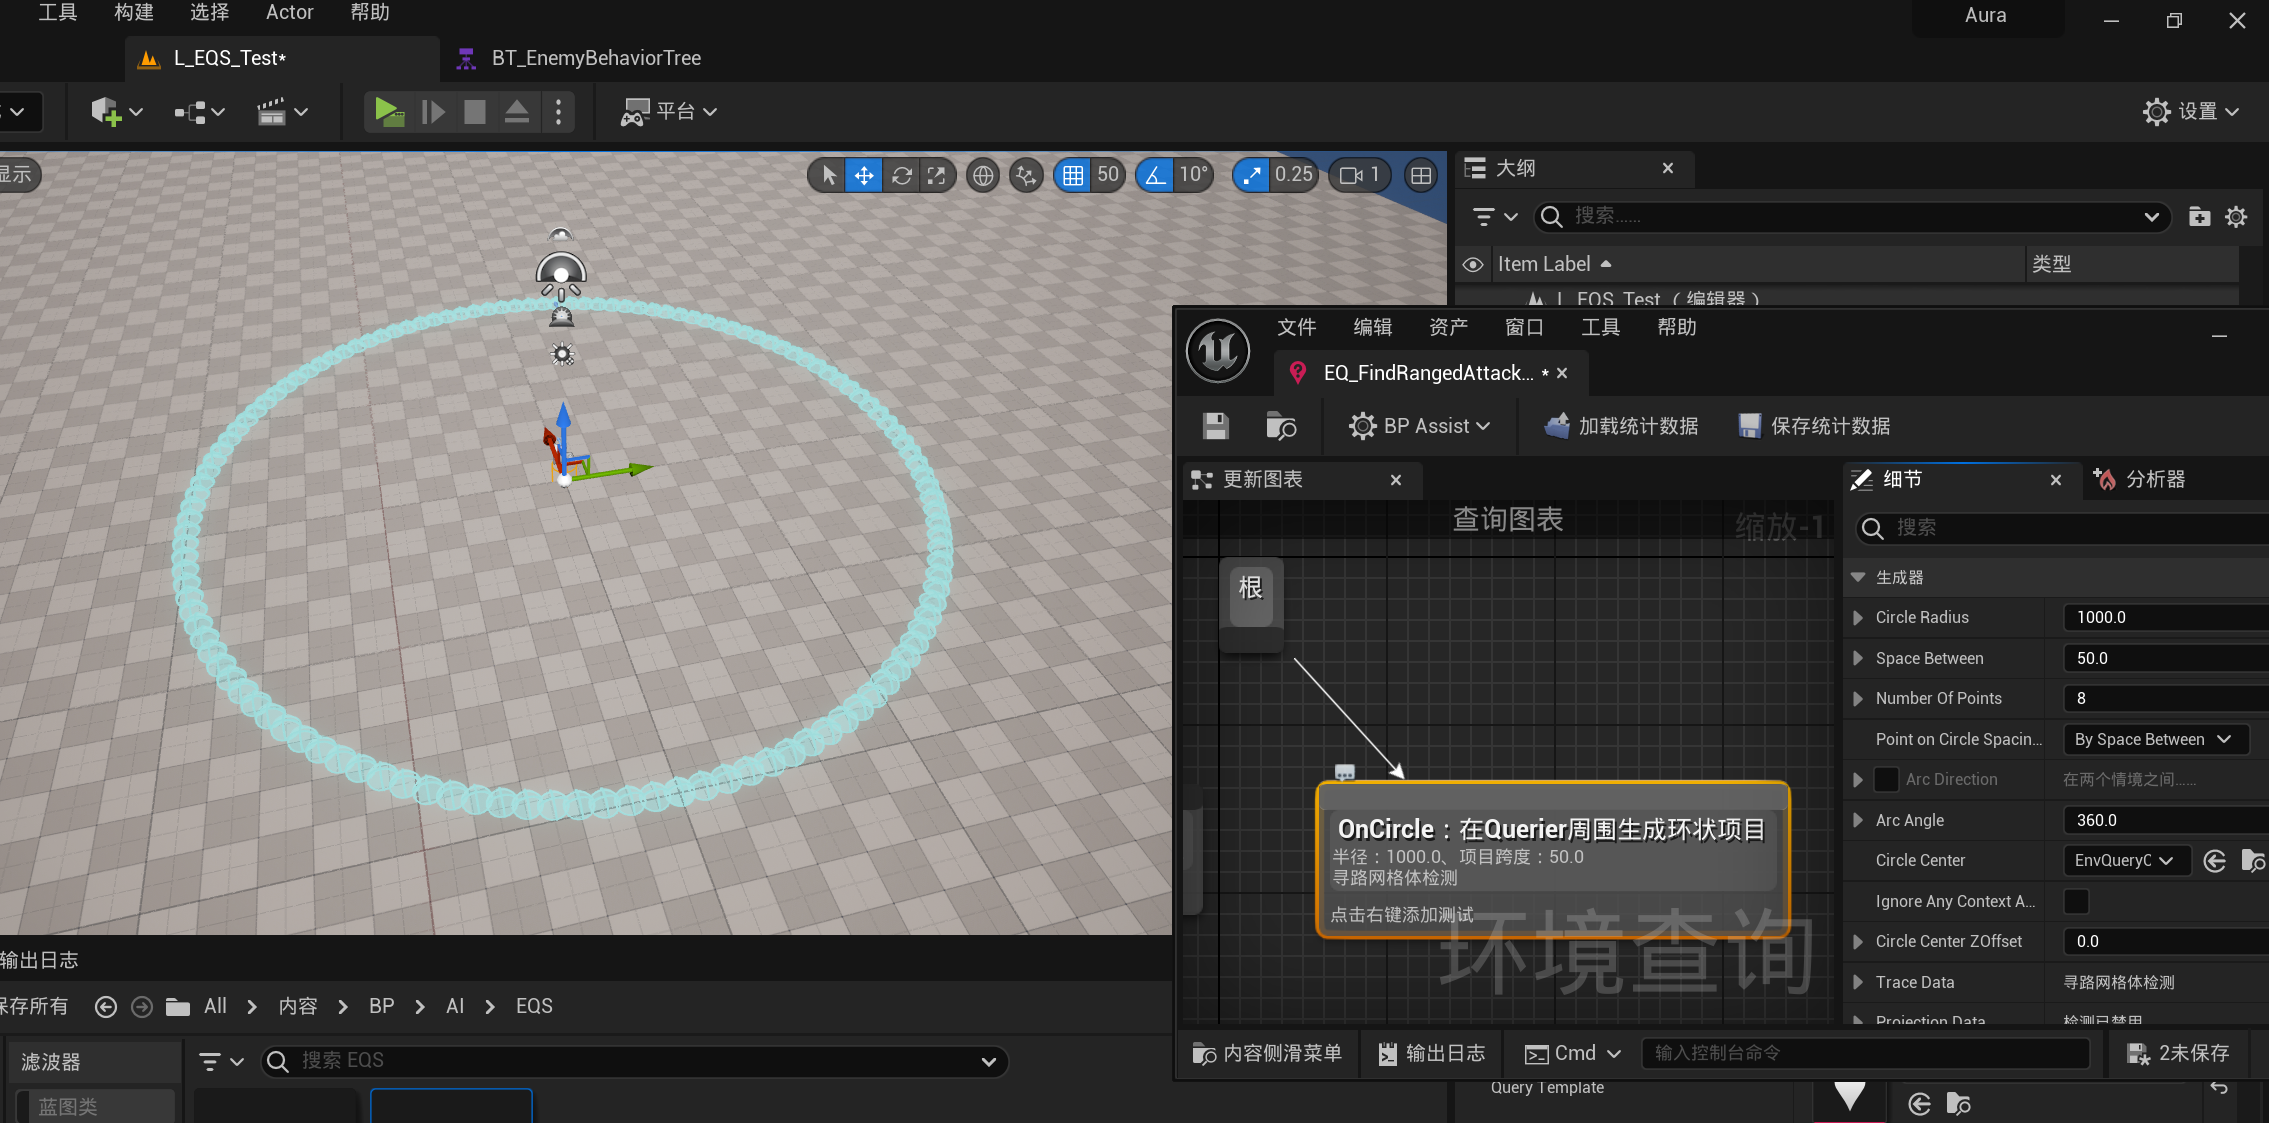 工具 构建 选择 Actor 帮助
Aura
L_EQS_Test* BT_EnemyBehaviorTree
平台
设置
显示
50 10° 0.25 1
大纲
搜索......
Item Label 类型
L_EQS_Test（编辑器）
文件 编辑 资产 窗口 工具 帮助
EQ_FindRangedAttack... *
BP Assist 加载统计数据 保存统计数据
更新图表
细节
分析器
查询图表
缩放-1
搜索
根
生成器
Circle Radius 1000.0
Space Between 50.0
Number Of Points 8
Point on Circle Spacin... By Space Between
Arc Direction 在两个情境之间......
Arc Angle 360.0
Circle Center EnvQueryC
Ignore Any Context A...
Circle Center ZOffset 0.0
Trace Data 寻路网格体检测
Projection Data 检测已禁用
OnCircle：在Querier周围生成环状项目
半径：1000.0、项目跨度：50.0
寻路网格体检测
点击右键添加测试
环境查询
内容侧滑菜单 输出日志 Cmd 输入控制台命令 2未保存
Query Template
输出日志
保存所有 All 内容 BP AI EQS
滤波器 搜索 EQS
蓝图类